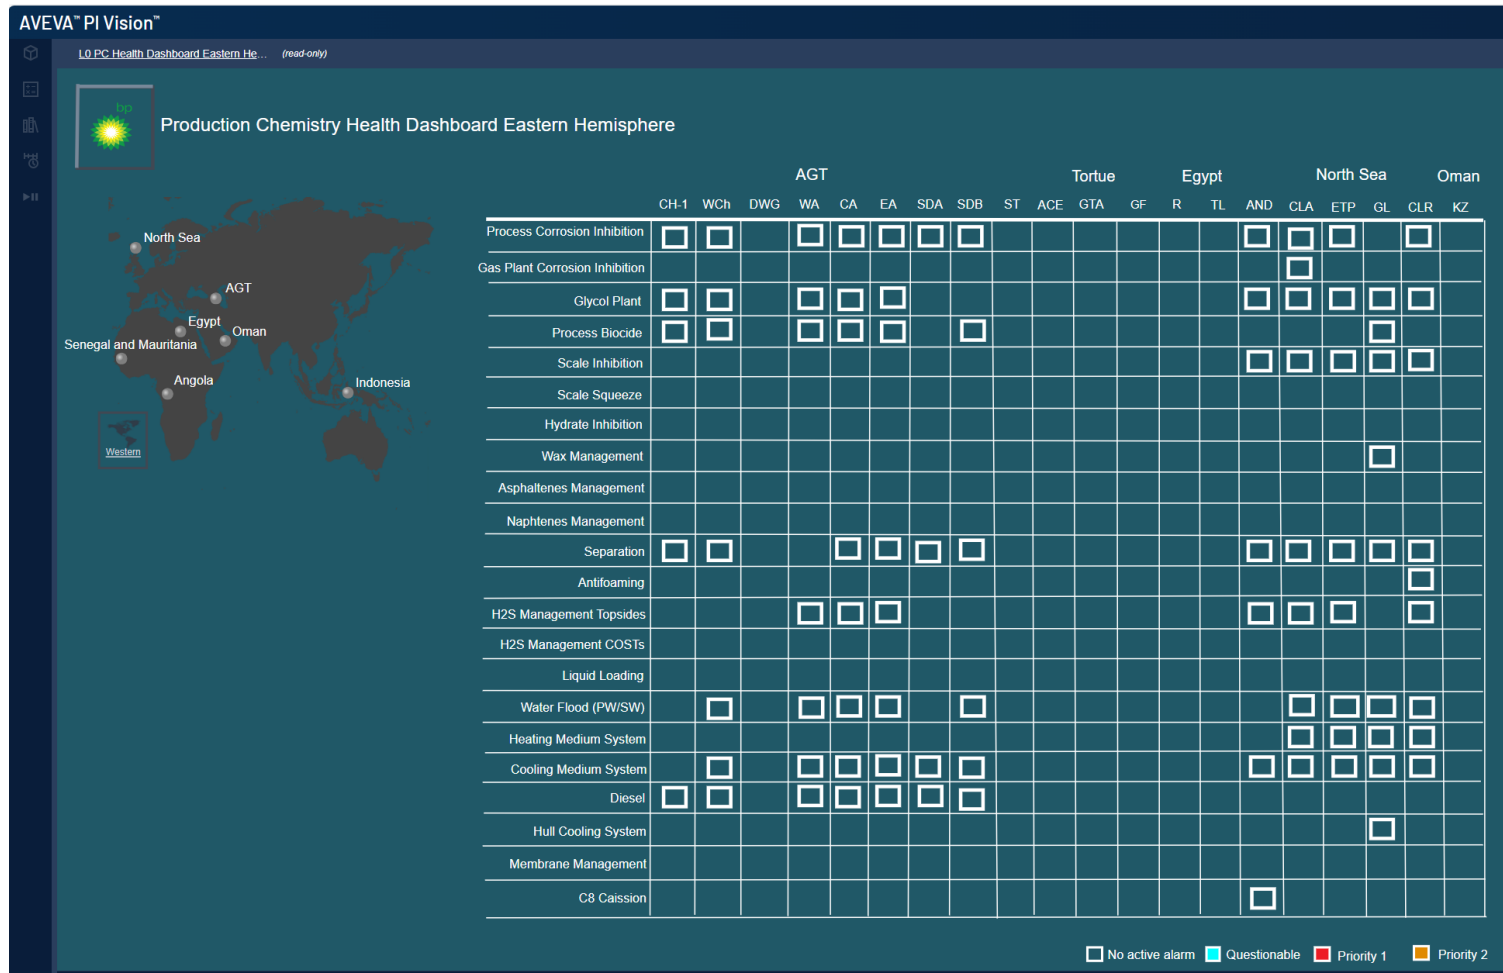 AVEVA™ PI Vision™
L0 PC Health Dashboard Eastern He... (read-only)
bp
Production Chemistry Health Dashboard Eastern Hemisphere
AGT Tortue Egypt North Sea Oman
CH-1 WCh DWG WA CA EA SDA SDB ST ACE GTA GF R TL AND CLA ETP GL CLR KZ
North Sea
AGT
Egypt
Oman
Senegal and Mauritania
Angola
Indonesia
Western
Process Corrosion Inhibition
Gas Plant Corrosion Inhibition
Glycol Plant
Process Biocide
Scale Inhibition
Scale Squeeze
Hydrate Inhibition
Wax Management
Asphaltenes Management
Naphtenes Management
Separation
Antifoaming
H2S Management Topsides
H2S Management COSTs
Liquid Loading
Water Flood (PW/SW)
Heating Medium System
Cooling Medium System
Diesel
Hull Cooling System
Membrane Management
C8 Caission
No active alarm Questionable Priority 1 Priority 2